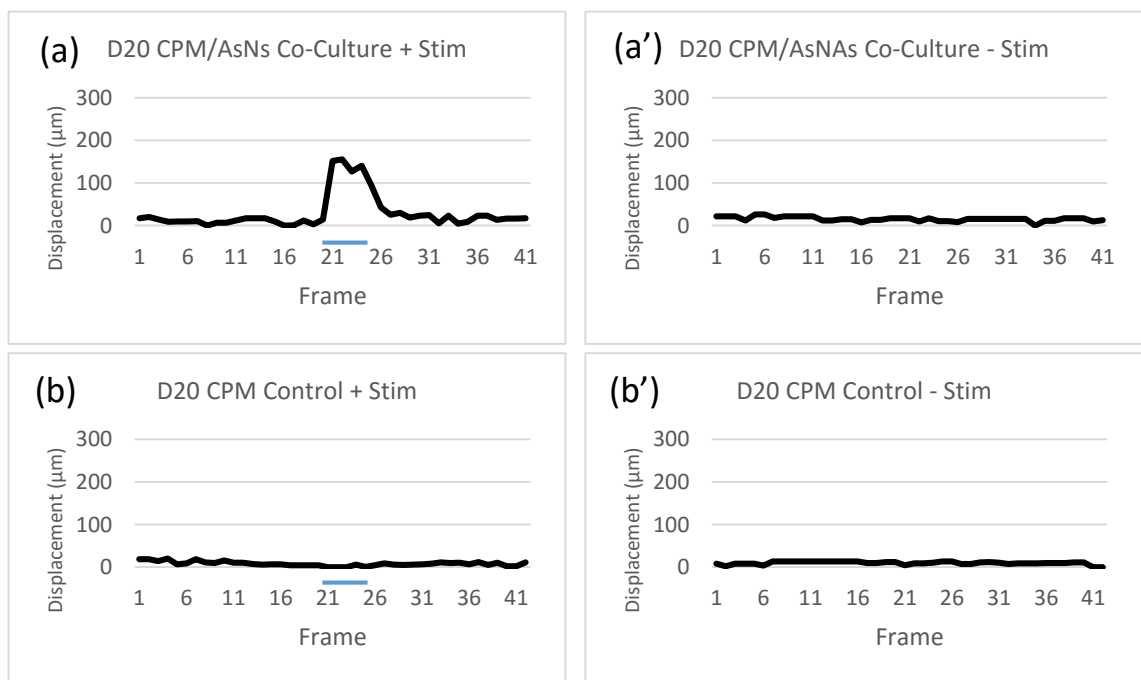 (a) D20 CPM/AsNs Co-Culture + Stim
300
200
100
0
Displacement (µm)
1 6 11 16 21 26 31 36 41
Frame
(a') D20 CPM/AsNAs Co-Culture - Stim
300
200
100
0
Displacement (µm)
1 6 11 16 21 26 31 36 41
Frame
(b) D20 CPM Control + Stim
300
200
100
0
Displacement (µm)
1 6 11 16 21 26 31 36 41
Frame
(b') D20 CPM Control - Stim
300
200
100
0
Displacement (µm)
1 6 11 16 21 26 31 36 41
Frame